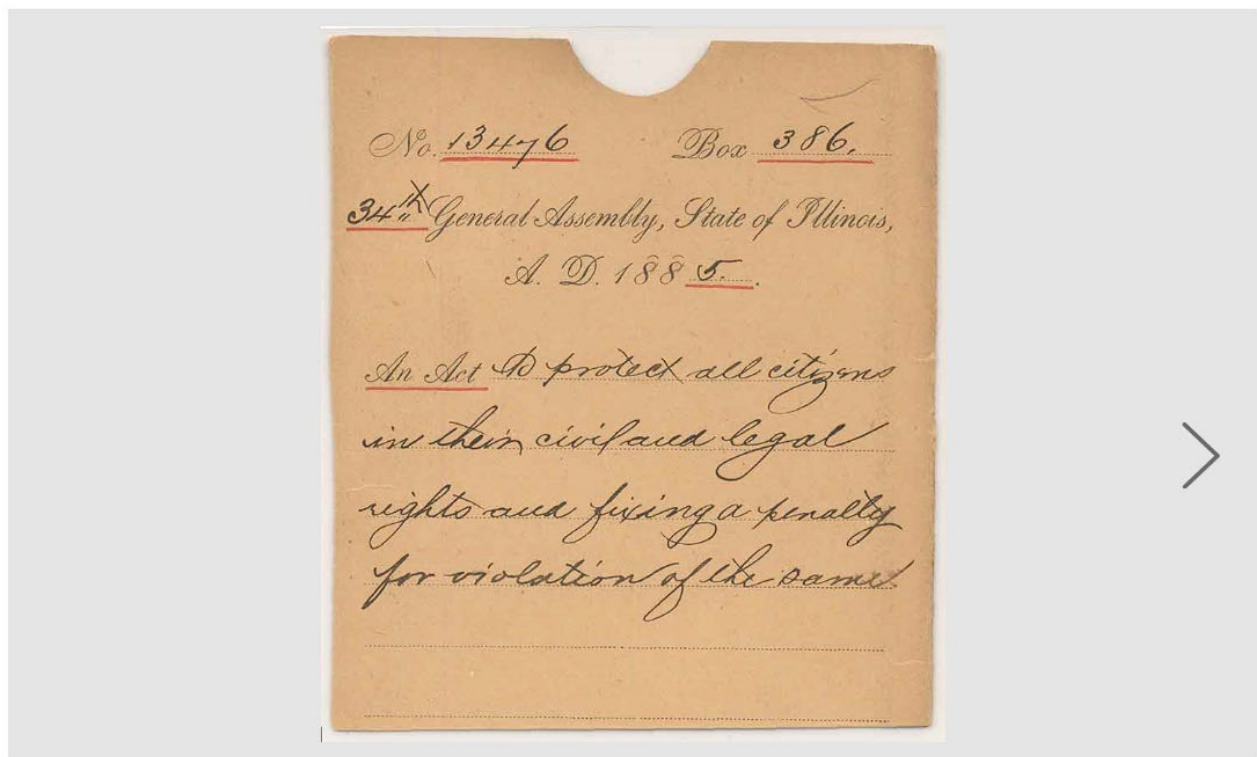 No. 13476 Box 386.
34th General Assembly, State of Illinois,
A. D. 1885.
An Act to protect all citizens
in their civil and legal
rights and fixing a penalty
for violation of the same.